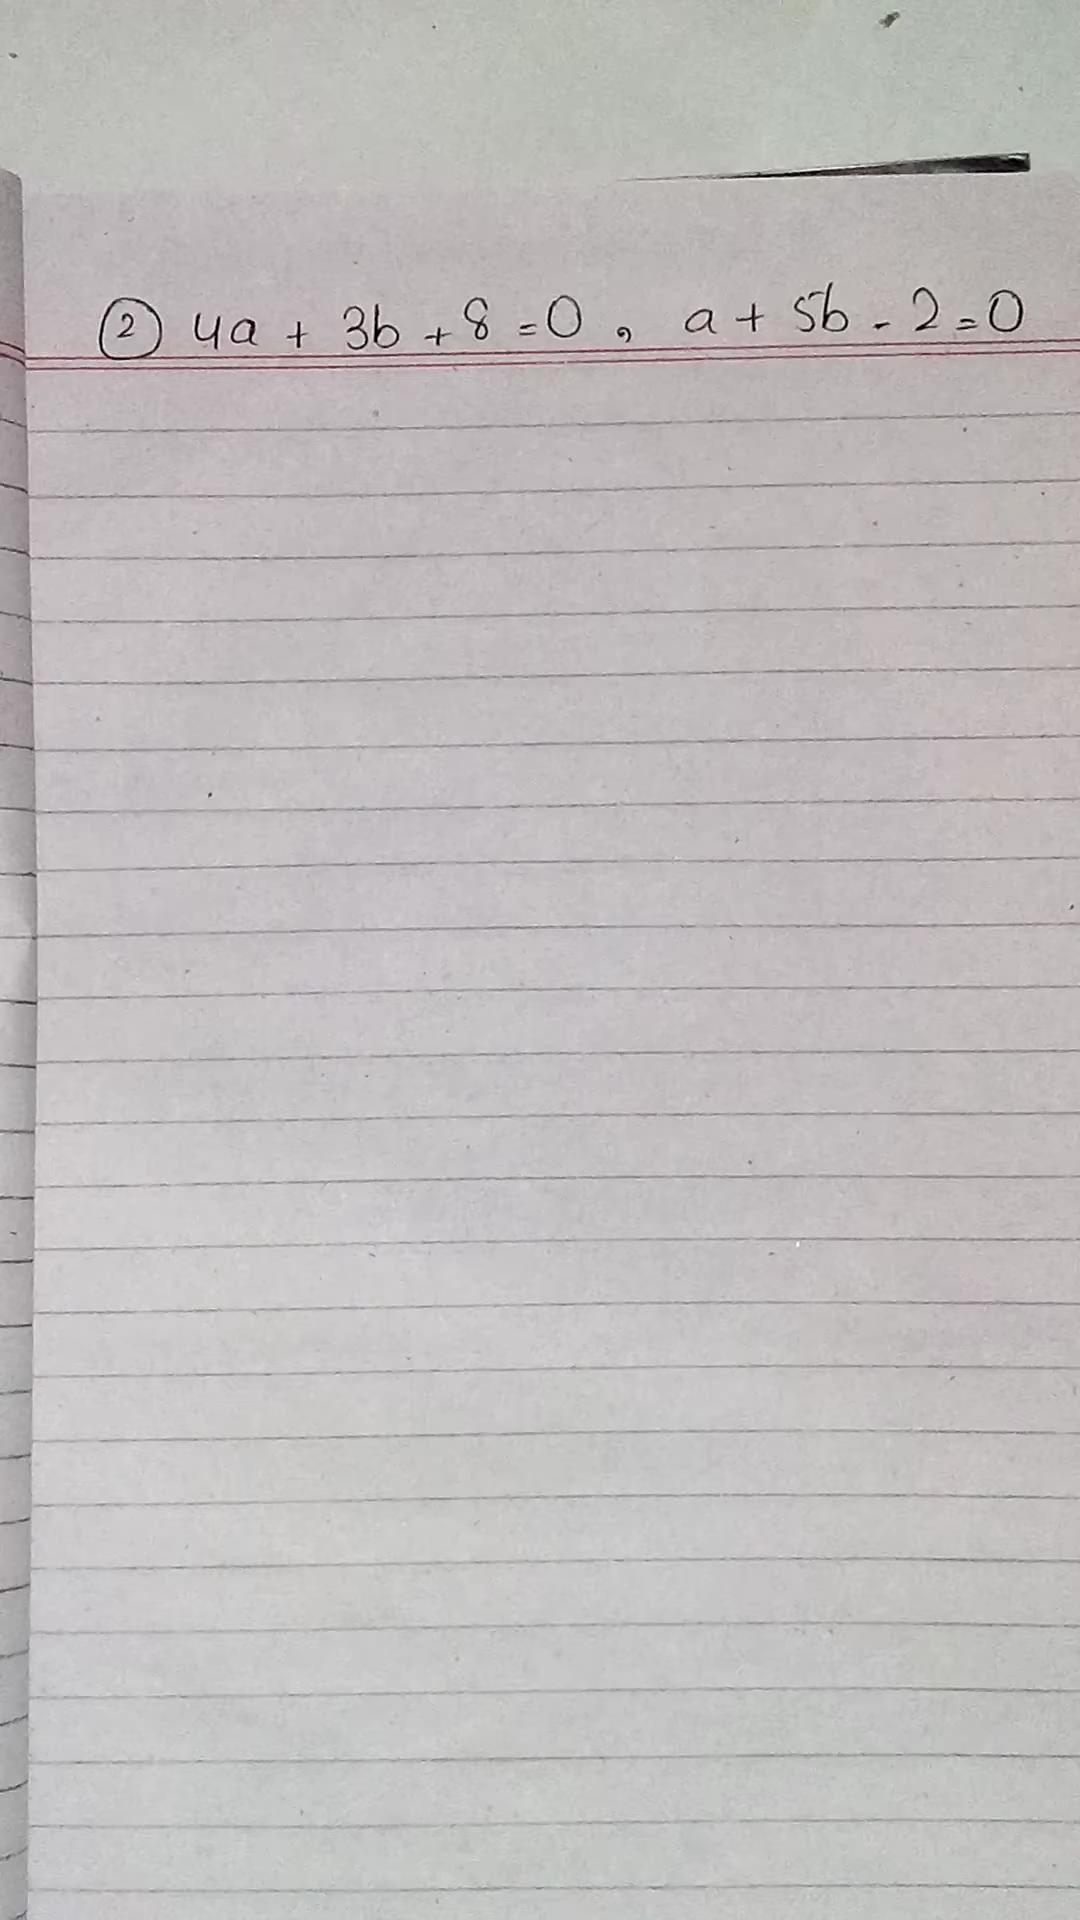 ② 4a + 3b + 8 = 0 , a + 5b - 2 = 0